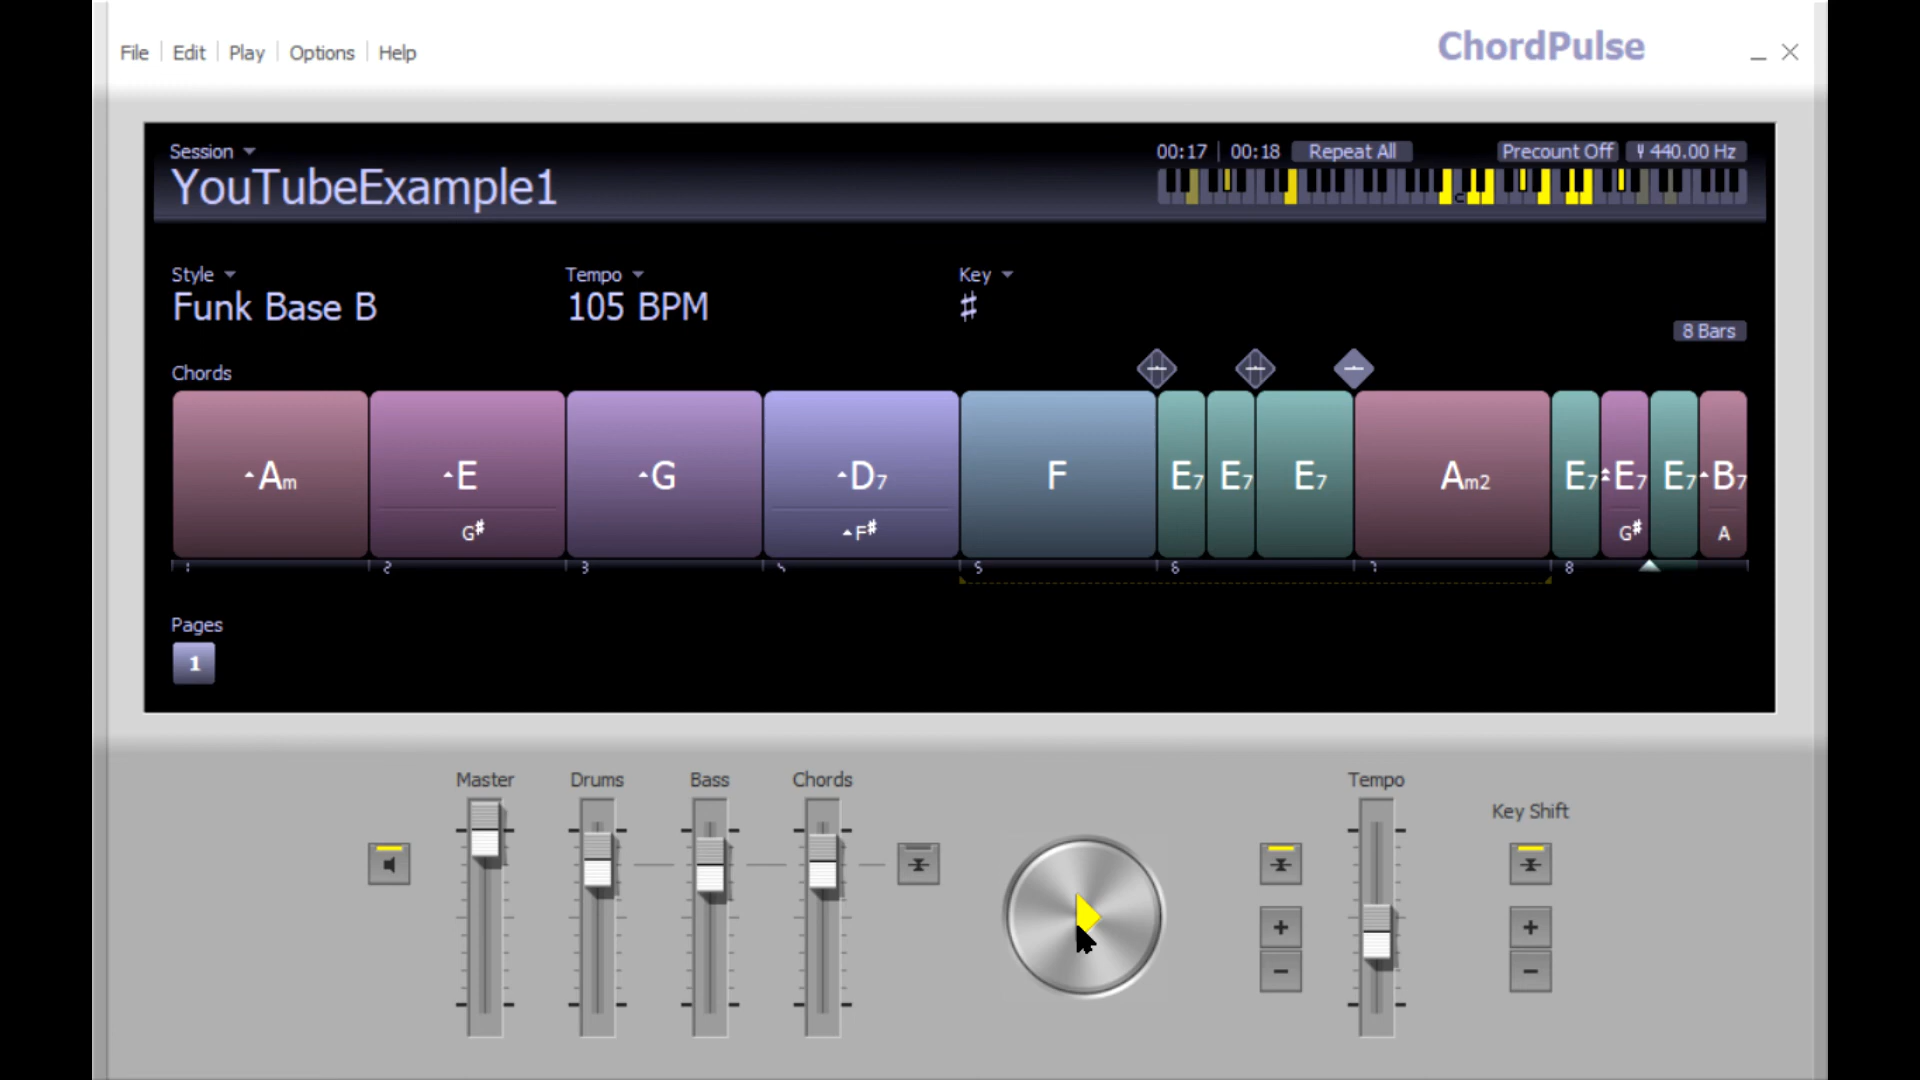 File Edit Play Options Help
ChordPulse
Session
YouTubeExample1
00:17 | 00:18 Repeat All Precount Off 440.00 Hz
C
Style Tempo Key
Funk Base B 105 BPM ♯
8 Bars
Chords
Am E G D7 F E7 E7 E7 Am2 E7 E7 E7 B7
G♯ F♯ G♯ A
1 2 3 4 5 6 7 8
Pages
1
Master Drums Bass Chords Tempo
Key Shift
+ +
− −